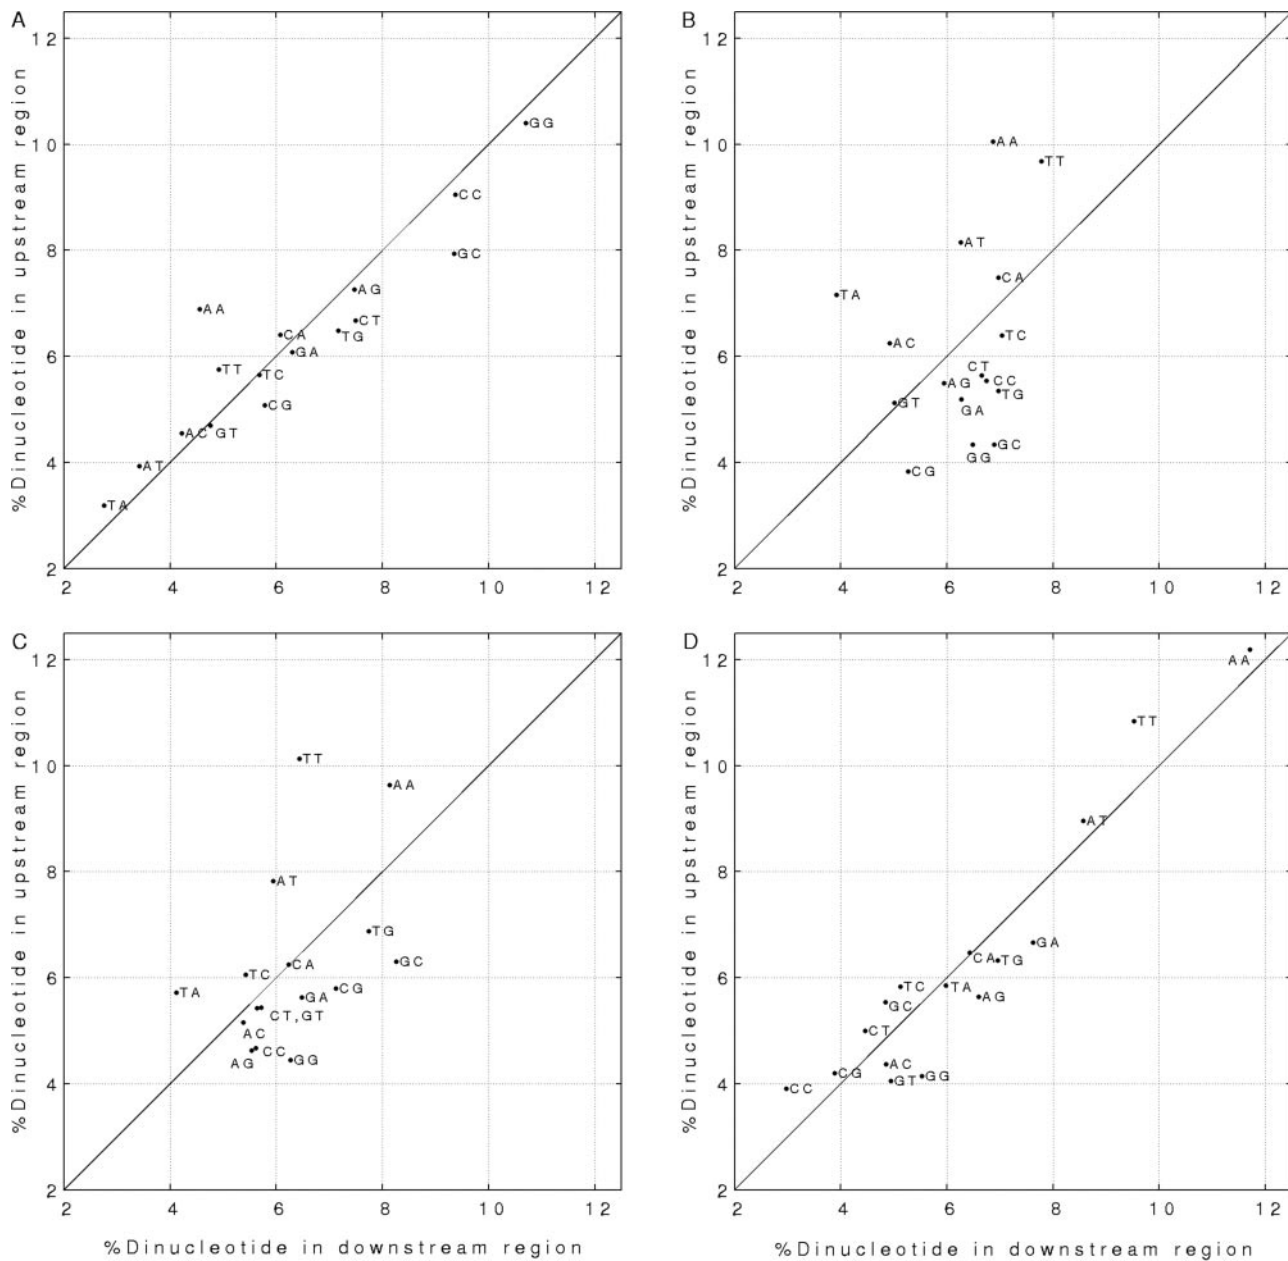 A
%Dinucleotide in upstream region
12
10
8
6
4
2
GG
CC
GC
AG
AA
CT
CA
TG
GA
TT
TC
CG
AC
GT
AT
TA
2
4
6
8
10
12
B
%Dinucleotide in upstream region
12
10
8
6
4
2
AA
TT
AT
CA
TA
TC
AC
CT
CC
AG
TG
GT
GA
GC
GG
CG
2
4
6
8
10
12
C
%Dinucleotide in upstream region
12
10
8
6
4
2
TT
AA
AT
TG
GC
CA
TC
CG
TA
GA
CT,GT
AC
CC
AG
GG
2
4
6
8
10
12
%Dinucleotide in downstream region
D
%Dinucleotide in upstream region
12
10
8
6
4
2
AA
TT
AT
GA
CA
TG
TC
TA
AG
GC
CT
AC
CG
GG
GT
CC
2
4
6
8
10
12
%Dinucleotide in downstream region